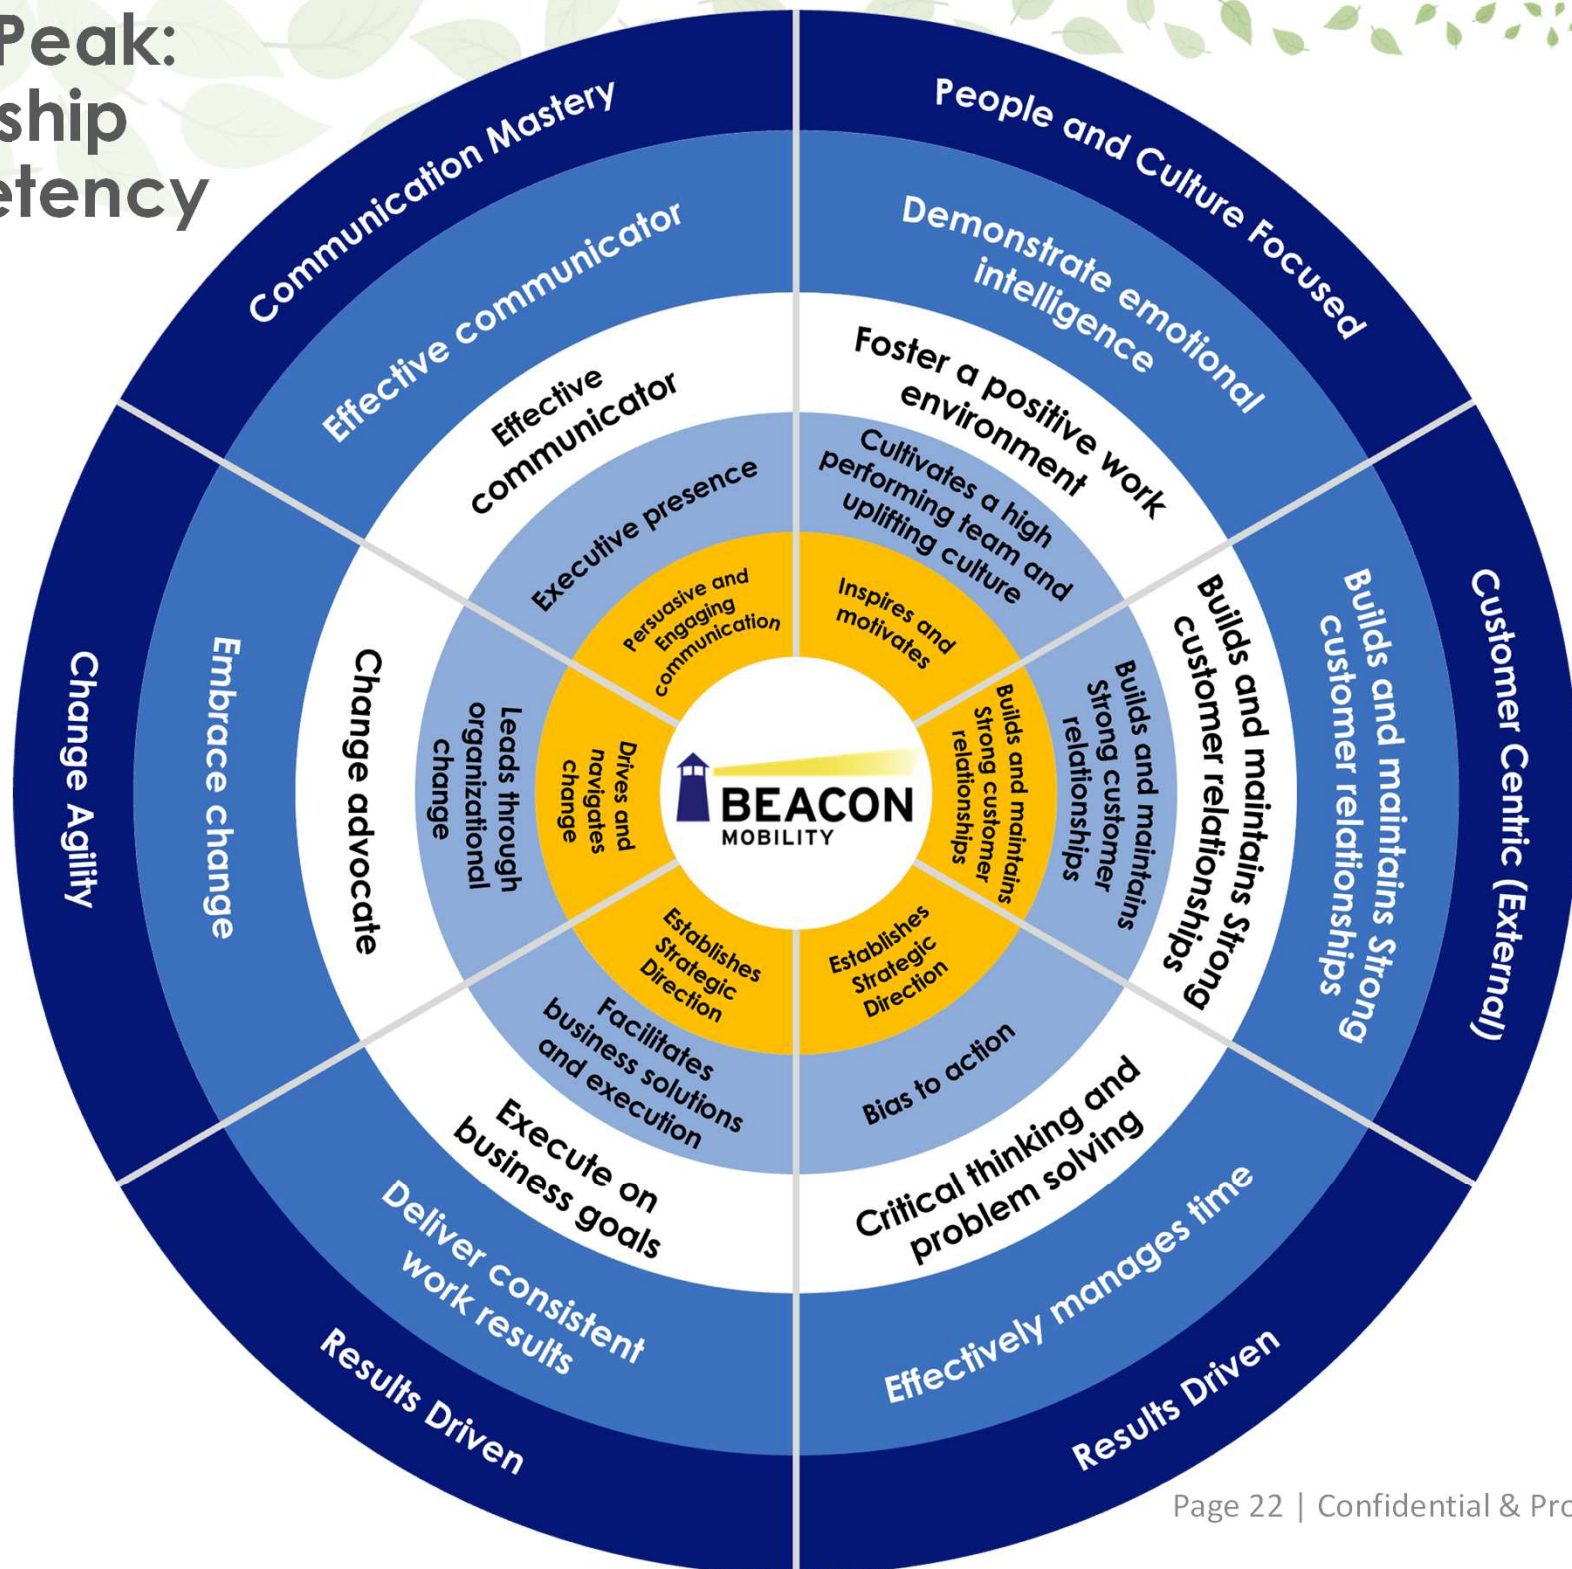 Peak:
ship
etency
Communication Mastery
Effective communicator
Effective
communicator
Executive presence
Persuasive and
Engaging
communication
People and Culture Focused
Demonstrate emotional
intelligence
Foster a positive work
environment
Cultivates a high
performing team and
uplifting culture
Inspires and
motivates
Customer Centric (External)
Builds and maintains Strong
customer relationships
Builds and maintains Strong
customer relationships
Builds and maintains
Strong customer
relationships
Builds and maintains
Strong customer
relationships
Results Driven
Effectively manages time
Critical thinking and
problem solving
Bias to action
Establishes
Strategic
Direction
Results Driven
Deliver consistent
work results
Execute on
business goals
Facilitates
business solutions
and execution
Establishes
Strategic
Direction
Change Agility
Embrace change
Change advocate
Leads through
organizational
change
Drives and
navigates
change
BEACON
MOBILITY
Page 22 | Confidential & Pro